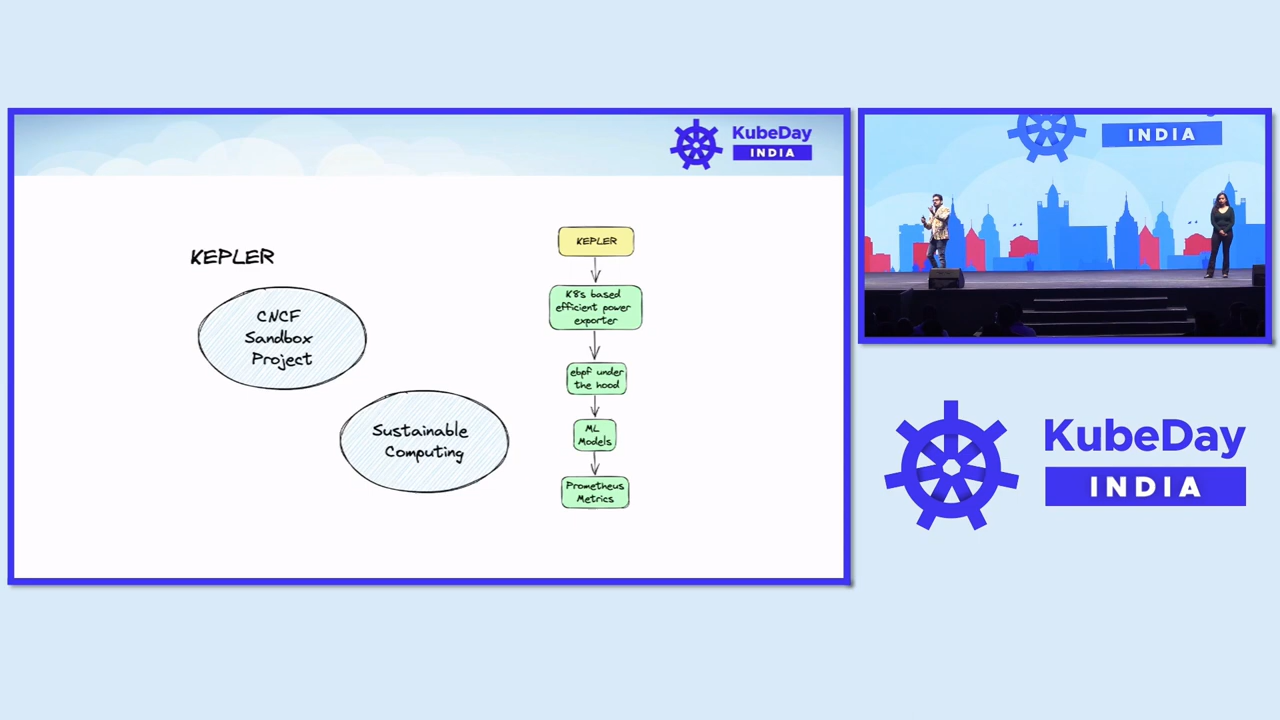 KubeDay
INDIA
KEPLER
CNCF
Sandbox
Project
Sustainable
Computing
KEPLER
K8's based
efficient power
exporter
ebpf under
the hood
ML
Models
Prometheus
Metrics
INDIA
KubeDay
INDIA